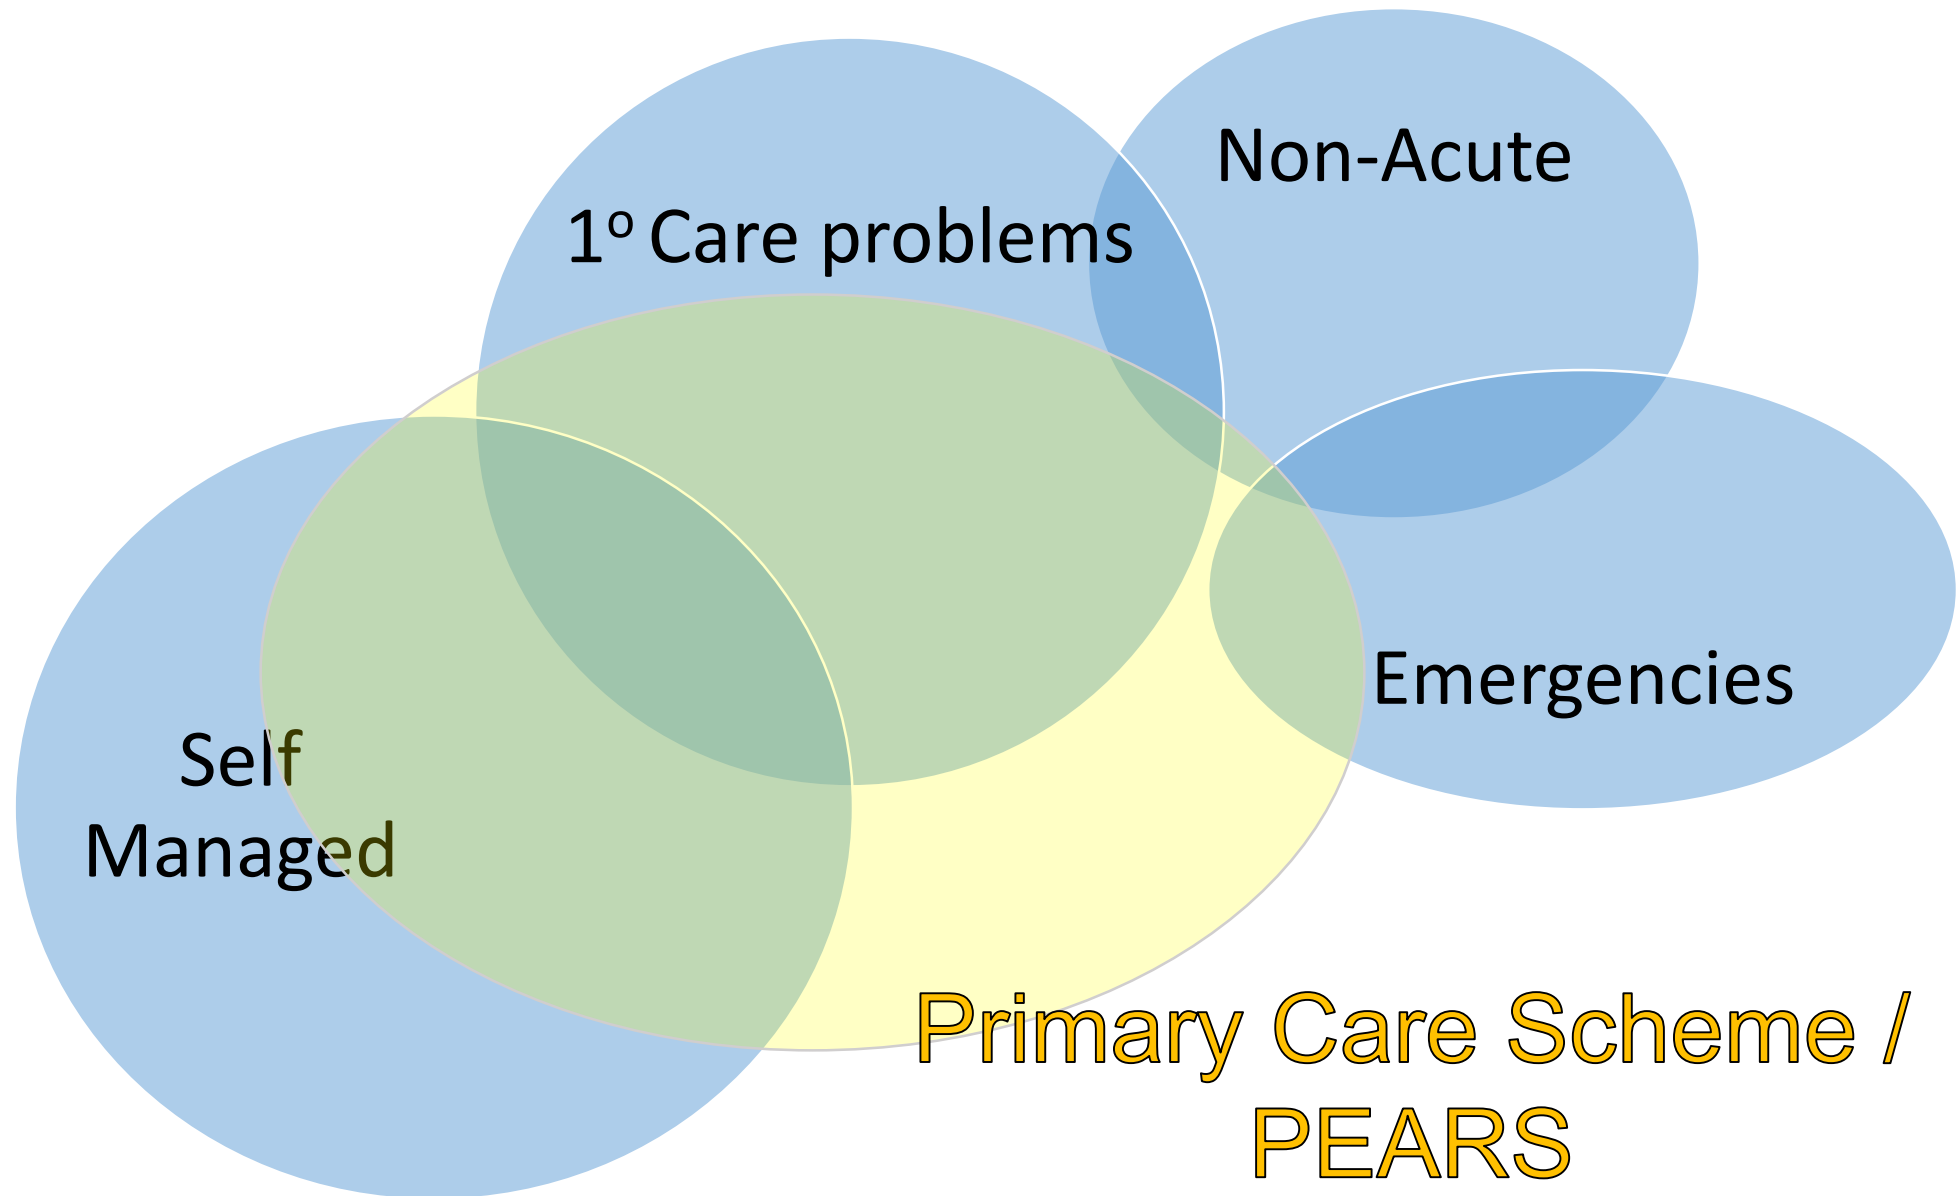 Non-Acute
1º Care problems
Emergencies
Self
Managed
Primary Care Scheme /
PEARS